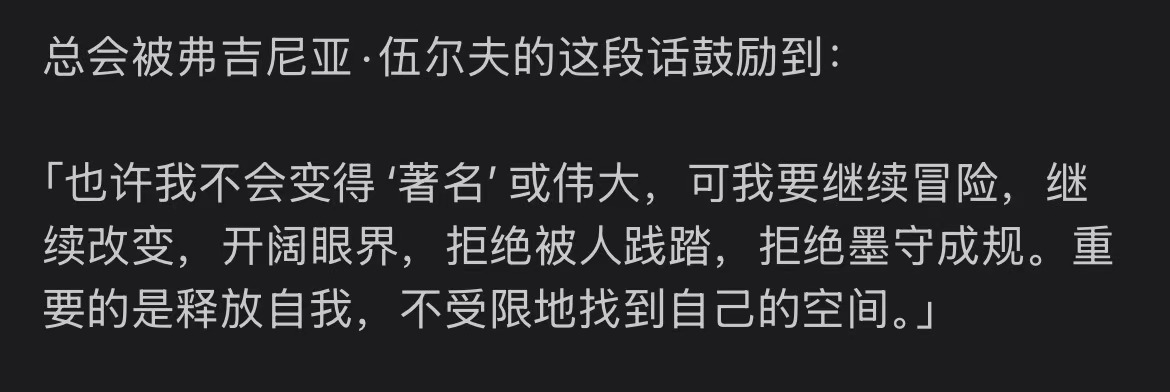 总会被弗吉尼亚·伍尔夫的这段话鼓励到：
「也许我不会变得 ‘著名’ 或伟大，可我要继续冒险，继
续改变，开阔眼界，拒绝被人践踏，拒绝墨守成规。重
要的是释放自我，不受限地找到自己的空间。」